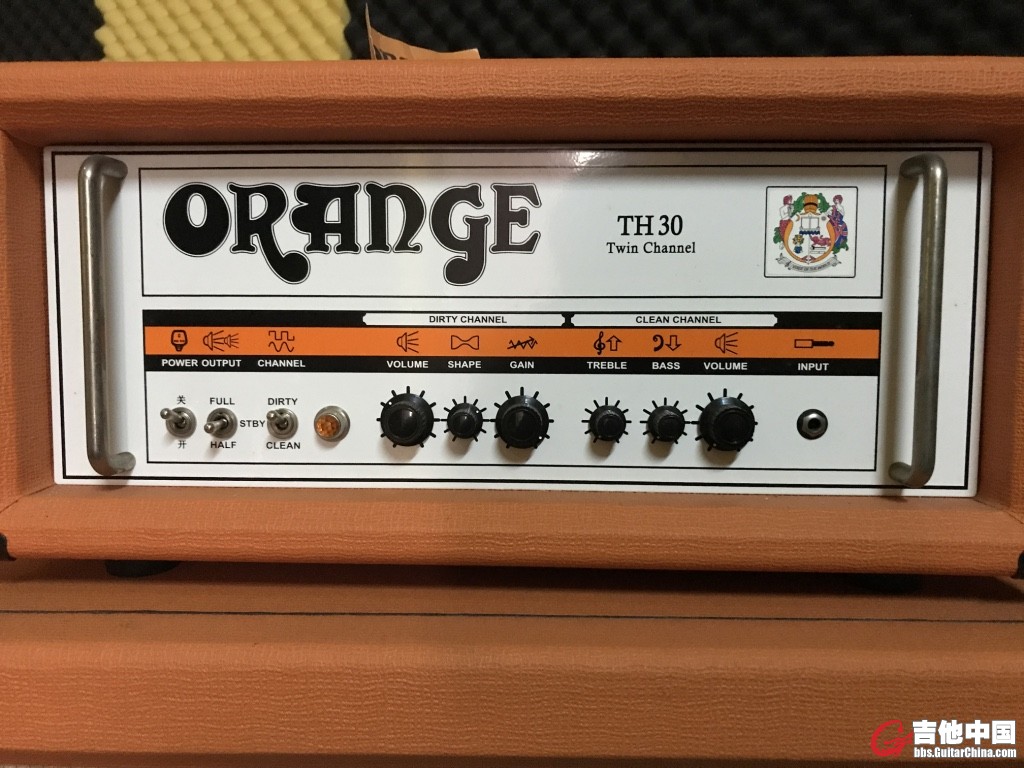 ORANGE
TH 30
Twin Channel
DIRTY CHANNEL
CLEAN CHANNEL
POWER OUTPUT CHANNEL VOLUME SHAPE GAIN TREBLE BASS VOLUME INPUT
关 FULL DIRTY
STBY
开 HALF CLEAN
吉他中国
bbs.GuitarChina.com